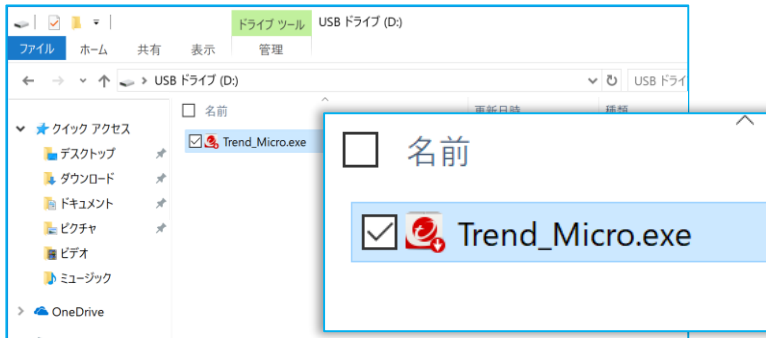 ドライブ ツール USB ドライブ (D:)
ファイル ホーム 共有 表示 管理
USB ドライブ (D:) USB ドライ
名前 更新日時 種類
クイック アクセス
デスクトップ
ダウンロード
ドキュメント
ピクチャ
ビデオ
ミュージック
OneDrive
Trend_Micro.exe
名前
Trend_Micro.exe